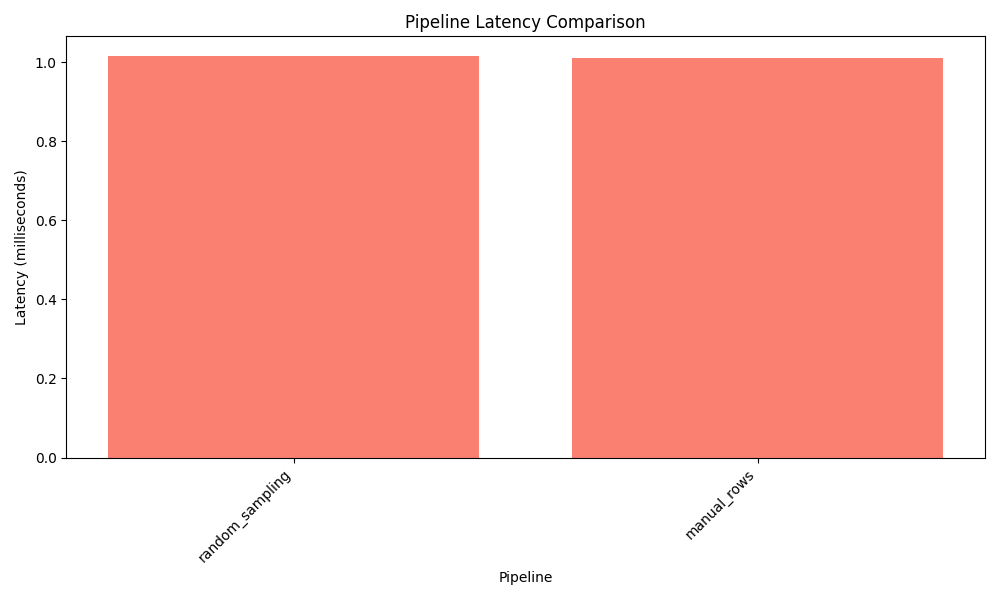 Pipeline Latency Comparison
Latency (milliseconds)
1.0
0.8
0.6
0.4
0.2
0.0
random_sampling
manual_rows
Pipeline